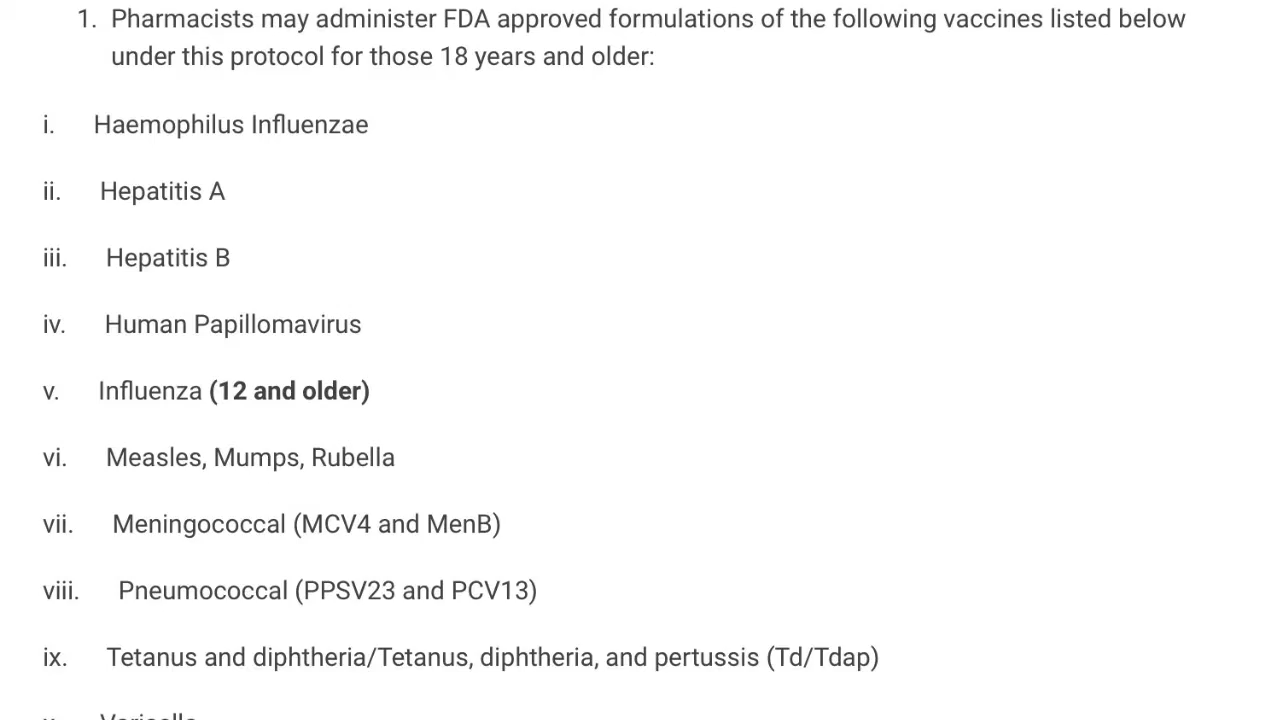 1. Pharmacists may administer FDA approved formulations of the following vaccines listed below
under this protocol for those 18 years and older:
i. Haemophilus Influenzae
ii. Hepatitis A
iii. Hepatitis B
iv. Human Papillomavirus
v. Influenza (12 and older)
vi. Measles, Mumps, Rubella
vii. Meningococcal (MCV4 and MenB)
viii. Pneumococcal (PPSV23 and PCV13)
ix. Tetanus and diphtheria/Tetanus, diphtheria, and pertussis (Td/Tdap)
x. Varicella